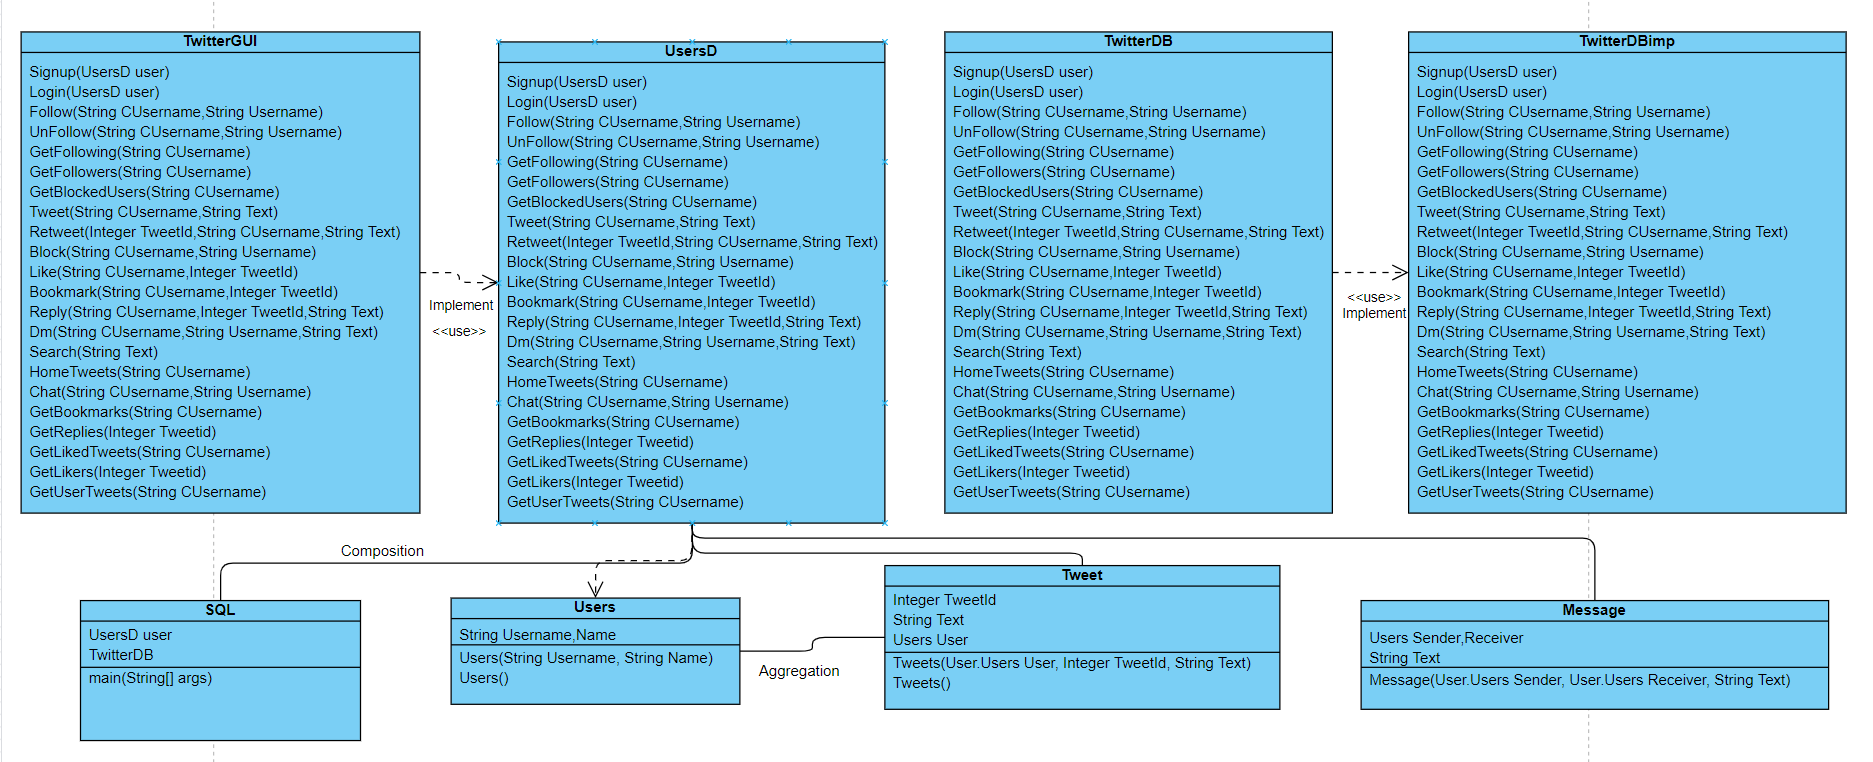 TwitterGUI
Signup(UsersD user)
Login(UsersD user)
Follow(String CUsername,String Username)
UnFollow(String CUsername,String Username)
GetFollowing(String CUsername)
GetFollowers(String CUsername)
GetBlockedUsers(String CUsername)
Tweet(String CUsername,String Text)
Retweet(Integer TweetId,String CUsername,String Text)
Block(String CUsername,String Username)
Like(String CUsername,Integer TweetId)
Bookmark(String CUsername,Integer TweetId)
Reply(String CUsername,Integer TweetId,String Text)
Dm(String CUsername,String Username,String Text)
Search(String Text)
HomeTweets(String CUsername)
Chat(String CUsername,String Username)
GetBookmarks(String CUsername)
GetReplies(Integer Tweetid)
GetLikedTweets(String CUsername)
GetLikers(Integer Tweetid)
GetUserTweets(String CUsername)
Implement
<<use>>
UsersD
Signup(UsersD user)
Login(UsersD user)
Follow(String CUsername,String Username)
UnFollow(String CUsername,String Username)
GetFollowing(String CUsername)
GetFollowers(String CUsername)
GetBlockedUsers(String CUsername)
Tweet(String CUsername,String Text)
Retweet(Integer TweetId,String CUsername,String Text)
Block(String CUsername,String Username)
Like(String CUsername,Integer TweetId)
Bookmark(String CUsername,Integer TweetId)
Reply(String CUsername,Integer TweetId,String Text)
Dm(String CUsername,String Username,String Text)
Search(String Text)
HomeTweets(String CUsername)
Chat(String CUsername,String Username)
GetBookmarks(String CUsername)
GetReplies(Integer Tweetid)
GetLikedTweets(String CUsername)
GetLikers(Integer Tweetid)
GetUserTweets(String CUsername)
TwitterDB
Signup(UsersD user)
Login(UsersD user)
Follow(String CUsername,String Username)
UnFollow(String CUsername,String Username)
GetFollowing(String CUsername)
GetFollowers(String CUsername)
GetBlockedUsers(String CUsername)
Tweet(String CUsername,String Text)
Retweet(Integer TweetId,String CUsername,String Text)
Block(String CUsername,String Username)
Like(String CUsername,Integer TweetId)
Bookmark(String CUsername,Integer TweetId)
Reply(String CUsername,Integer TweetId,String Text)
Dm(String CUsername,String Username,String Text)
Search(String Text)
HomeTweets(String CUsername)
Chat(String CUsername,String Username)
GetBookmarks(String CUsername)
GetReplies(Integer Tweetid)
GetLikedTweets(String CUsername)
GetLikers(Integer Tweetid)
GetUserTweets(String CUsername)
<<use>>
Implement
TwitterDBimp
Signup(UsersD user)
Login(UsersD user)
Follow(String CUsername,String Username)
UnFollow(String CUsername,String Username)
GetFollowing(String CUsername)
GetFollowers(String CUsername)
GetBlockedUsers(String CUsername)
Tweet(String CUsername,String Text)
Retweet(Integer TweetId,String CUsername,String Text)
Block(String CUsername,String Username)
Like(String CUsername,Integer TweetId)
Bookmark(String CUsername,Integer TweetId)
Reply(String CUsername,Integer TweetId,String Text)
Dm(String CUsername,String Username,String Text)
Search(String Text)
HomeTweets(String CUsername)
Chat(String CUsername,String Username)
GetBookmarks(String CUsername)
GetReplies(Integer Tweetid)
GetLikedTweets(String CUsername)
GetLikers(Integer Tweetid)
GetUserTweets(String CUsername)
Composition
SQL
UsersD user
TwitterDB
main(String[] args)
Users
String Username,Name
Users(String Username, String Name)
Users()
Aggregation
Tweet
Integer TweetId
String Text
Users User
Tweets(User.Users User, Integer TweetId, String Text)
Tweets()
Message
Users Sender,Receiver
String Text
Message(User.Users Sender, User.Users Receiver, String Text)